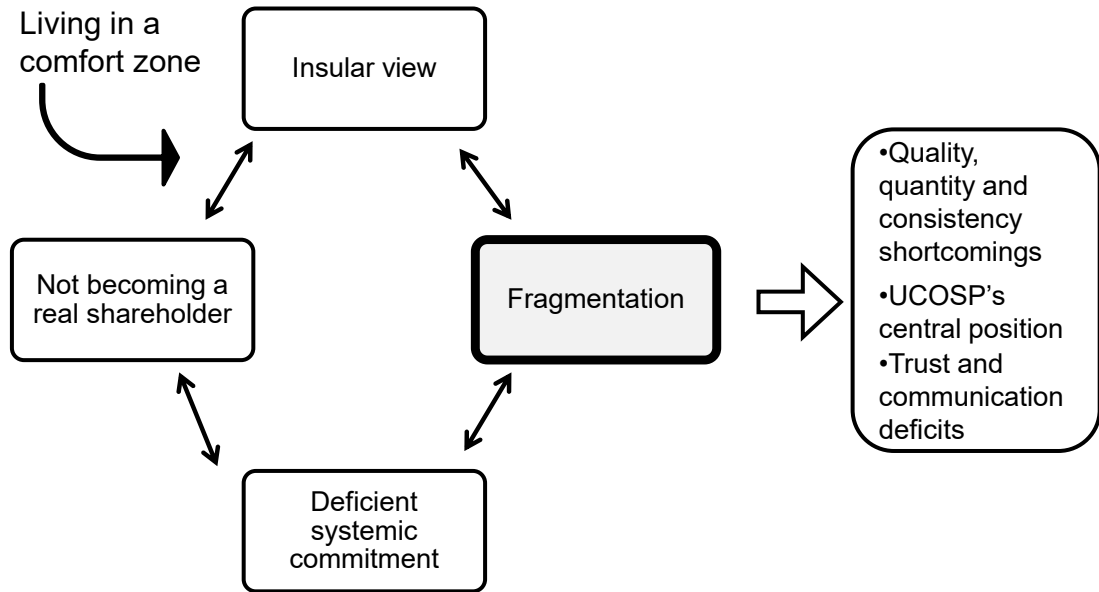 Living in a
comfort zone
Insular view
Not becoming a
real shareholder
Fragmentation
Deficient
systemic
commitment
•Quality,
quantity and
consistency
shortcomings
•UCOSP’s
central position
•Trust and
communication
deficits